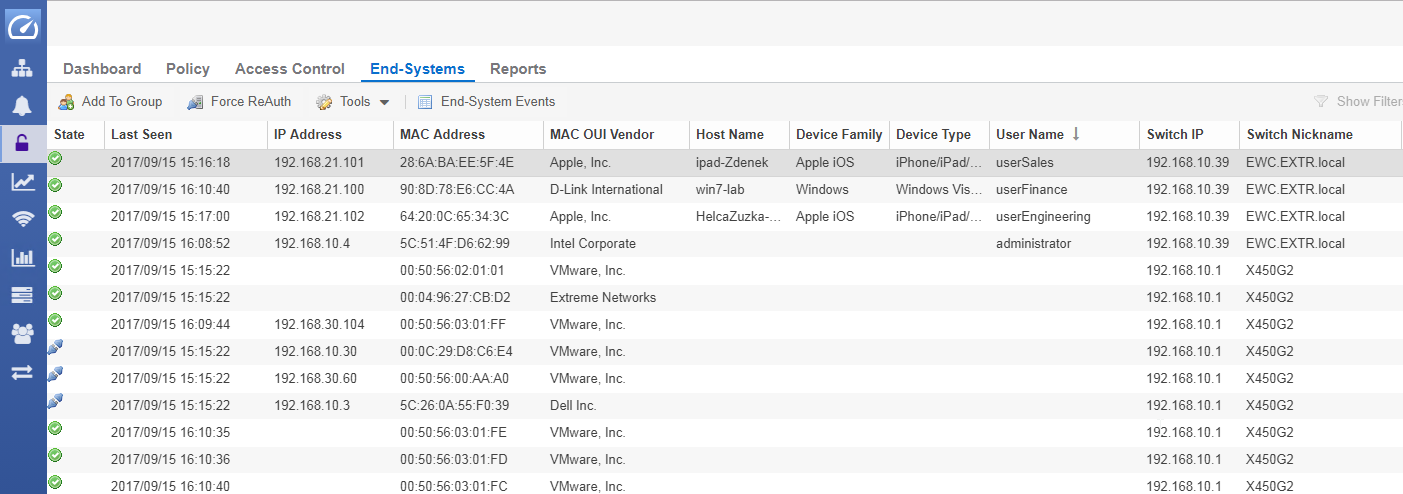 Dashboard Policy Access Control End-Systems Reports
Add To Group Force ReAuth Tools End-System Events Show Filter
State Last Seen IP Address MAC Address MAC OUI Vendor Host Name Device Family Device Type User Name Switch IP Switch Nickname
2017/09/15 15:16:18 192.168.21.101 28:6A:BA:EE:5F:4E Apple, Inc. ipad-Zdenek Apple iOS iPhone/iPad/... userSales 192.168.10.39 EWC.EXTR.local
2017/09/15 16:10:40 192.168.21.100 90:8D:78:E6:CC:4A D-Link International win7-lab Windows Windows Vis... userFinance 192.168.10.39 EWC.EXTR.local
2017/09/15 15:17:00 192.168.21.102 64:20:0C:65:34:3C Apple, Inc. HelcaZuzka-... Apple iOS iPhone/iPad/... userEngineering 192.168.10.39 EWC.EXTR.local
2017/09/15 16:08:52 192.168.10.4 5C:51:4F:D6:62:99 Intel Corporate administrator 192.168.10.39 EWC.EXTR.local
2017/09/15 15:15:22 00:50:56:02:01:01 VMware, Inc. 192.168.10.1 X450G2
2017/09/15 15:15:22 00:04:96:27:CB:D2 Extreme Networks 192.168.10.1 X450G2
2017/09/15 16:09:44 192.168.30.104 00:50:56:03:01:FF VMware, Inc. 192.168.10.1 X450G2
2017/09/15 15:15:22 192.168.10.30 00:0C:29:D8:C6:E4 VMware, Inc. 192.168.10.1 X450G2
2017/09/15 15:15:22 192.168.30.60 00:50:56:00:AA:A0 VMware, Inc. 192.168.10.1 X450G2
2017/09/15 15:15:22 192.168.10.3 5C:26:0A:55:F0:39 Dell Inc. 192.168.10.1 X450G2
2017/09/15 16:10:35 00:50:56:03:01:FE VMware, Inc. 192.168.10.1 X450G2
2017/09/15 16:10:36 00:50:56:03:01:FD VMware, Inc. 192.168.10.1 X450G2
2017/09/15 16:10:40 00:50:56:03:01:FC VMware, Inc. 192.168.10.1 X450G2